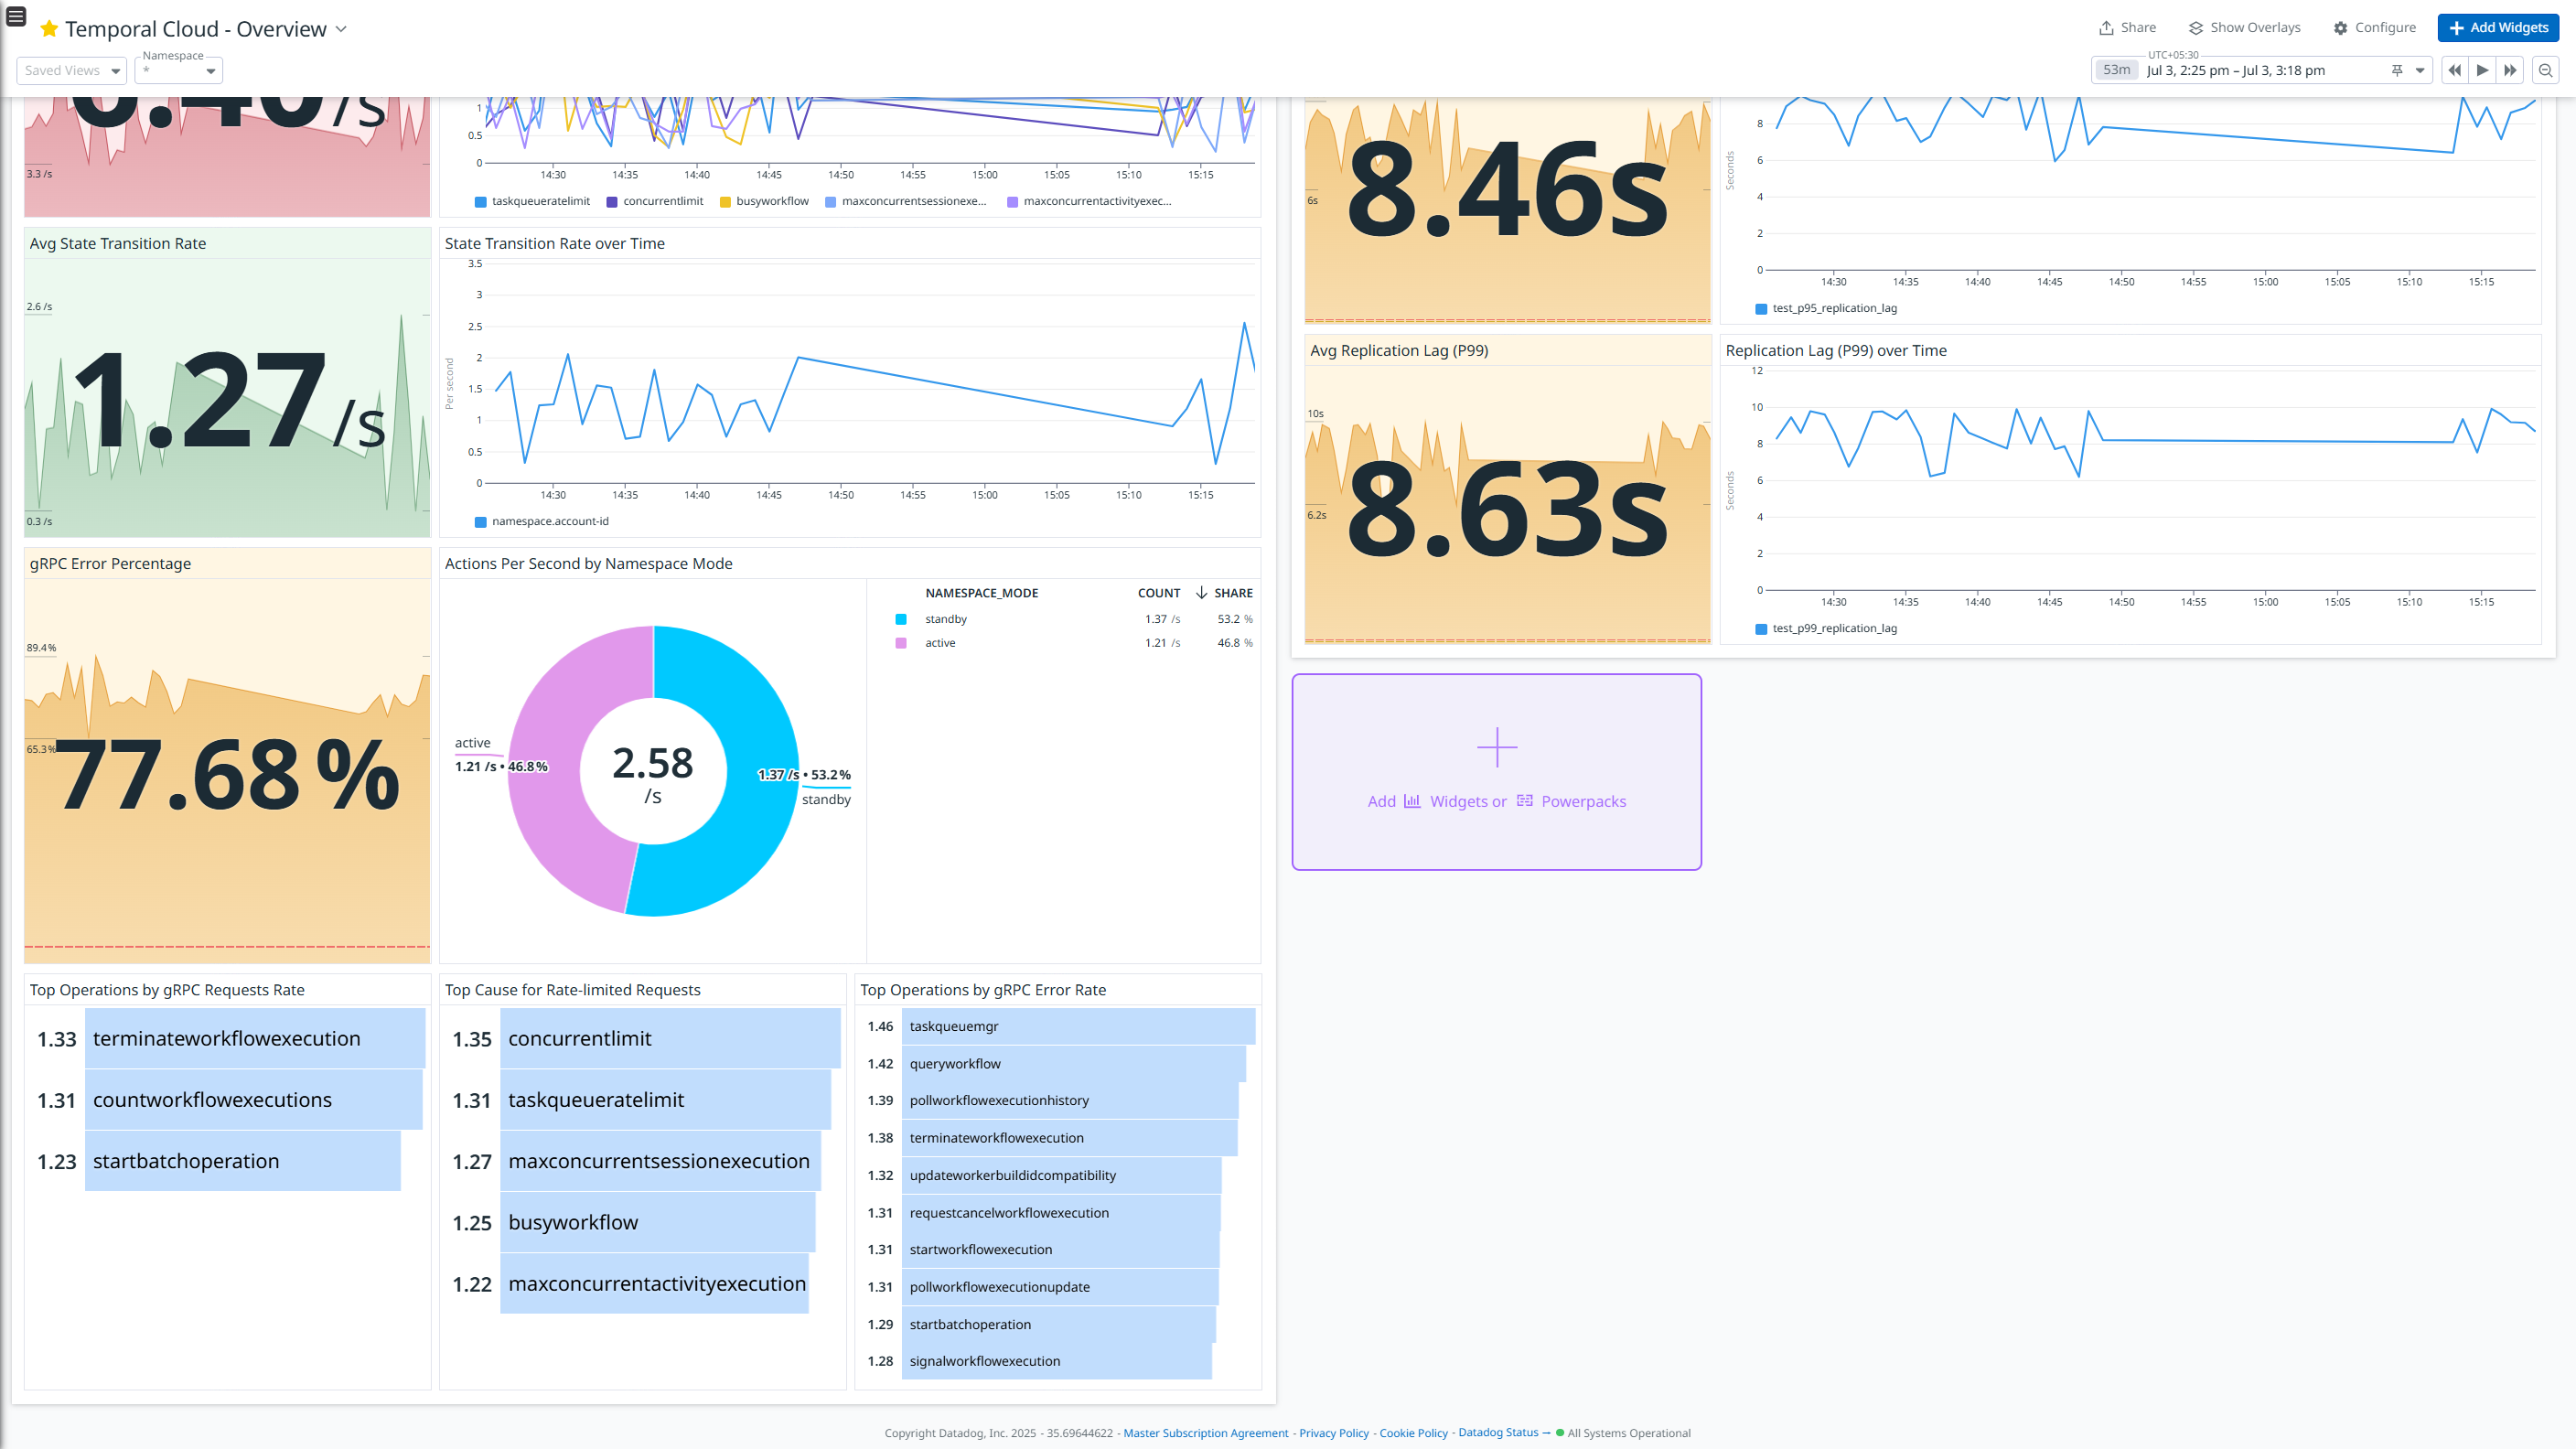 Temporal Cloud - Overview
Share
Show Overlays
Configure
Add Widgets
Saved Views
Namespace
*
UTC+05:30
53m
Jul 3, 2:25 pm – Jul 3, 3:18 pm
/s
3.3 /s
1
0.5
0
14:30 14:35 14:40 14:45 14:50 14:55 15:00 15:05 15:10 15:15
taskqueueratelimit concurrentlimit busyworkflow maxconcurrentsessionexe... maxconcurrentactivityexec...
6s
8.46s
Seconds
8
6
4
2
0
14:30 14:35 14:40 14:45 14:50 14:55 15:00 15:05 15:10 15:15
test_p95_replication_lag
Avg State Transition Rate
2.6 /s
1.27/s
0.3 /s
State Transition Rate over Time
Per second
3.5
3
2.5
2
1.5
1
0.5
0
14:30 14:35 14:40 14:45 14:50 14:55 15:00 15:05 15:10 15:15
namespace.account-id
Avg Replication Lag (P99)
10s
8.63s
6.2s
Replication Lag (P99) over Time
Seconds
12
10
8
6
4
2
0
14:30 14:35 14:40 14:45 14:50 14:55 15:00 15:05 15:10 15:15
test_p99_replication_lag
gRPC Error Percentage
89.4%
65.3%
77.68 %
Actions Per Second by Namespace Mode
active
1.21 /s • 46.8%
2.58
/s
1.37 /s • 53.2%
standby
NAMESPACE_MODE COUNT SHARE
standby 1.37 /s 53.2 %
active 1.21 /s 46.8 %
Add Widgets or Powerpacks
Top Operations by gRPC Requests Rate
1.33 terminateworkflowexecution
1.31 countworkflowexecutions
1.23 startbatchoperation
Top Cause for Rate-limited Requests
1.35 concurrentlimit
1.31 taskqueueratelimit
1.27 maxconcurrentsessionexecution
1.25 busyworkflow
1.22 maxconcurrentactivityexecution
Top Operations by gRPC Error Rate
1.46 taskqueuemgr
1.42 queryworkflow
1.39 pollworkflowexecutionhistory
1.38 terminateworkflowexecution
1.32 updateworkerbuildidcompatibility
1.31 requestcancelworkflowexecution
1.31 startworkflowexecution
1.31 pollworkflowexecutionupdate
1.29 startbatchoperation
1.28 signalworkflowexecution
Copyright Datadog, Inc. 2025 - 35.69644622 - Master Subscription Agreement - Privacy Policy - Cookie Policy - Datadog Status → All Systems Operational